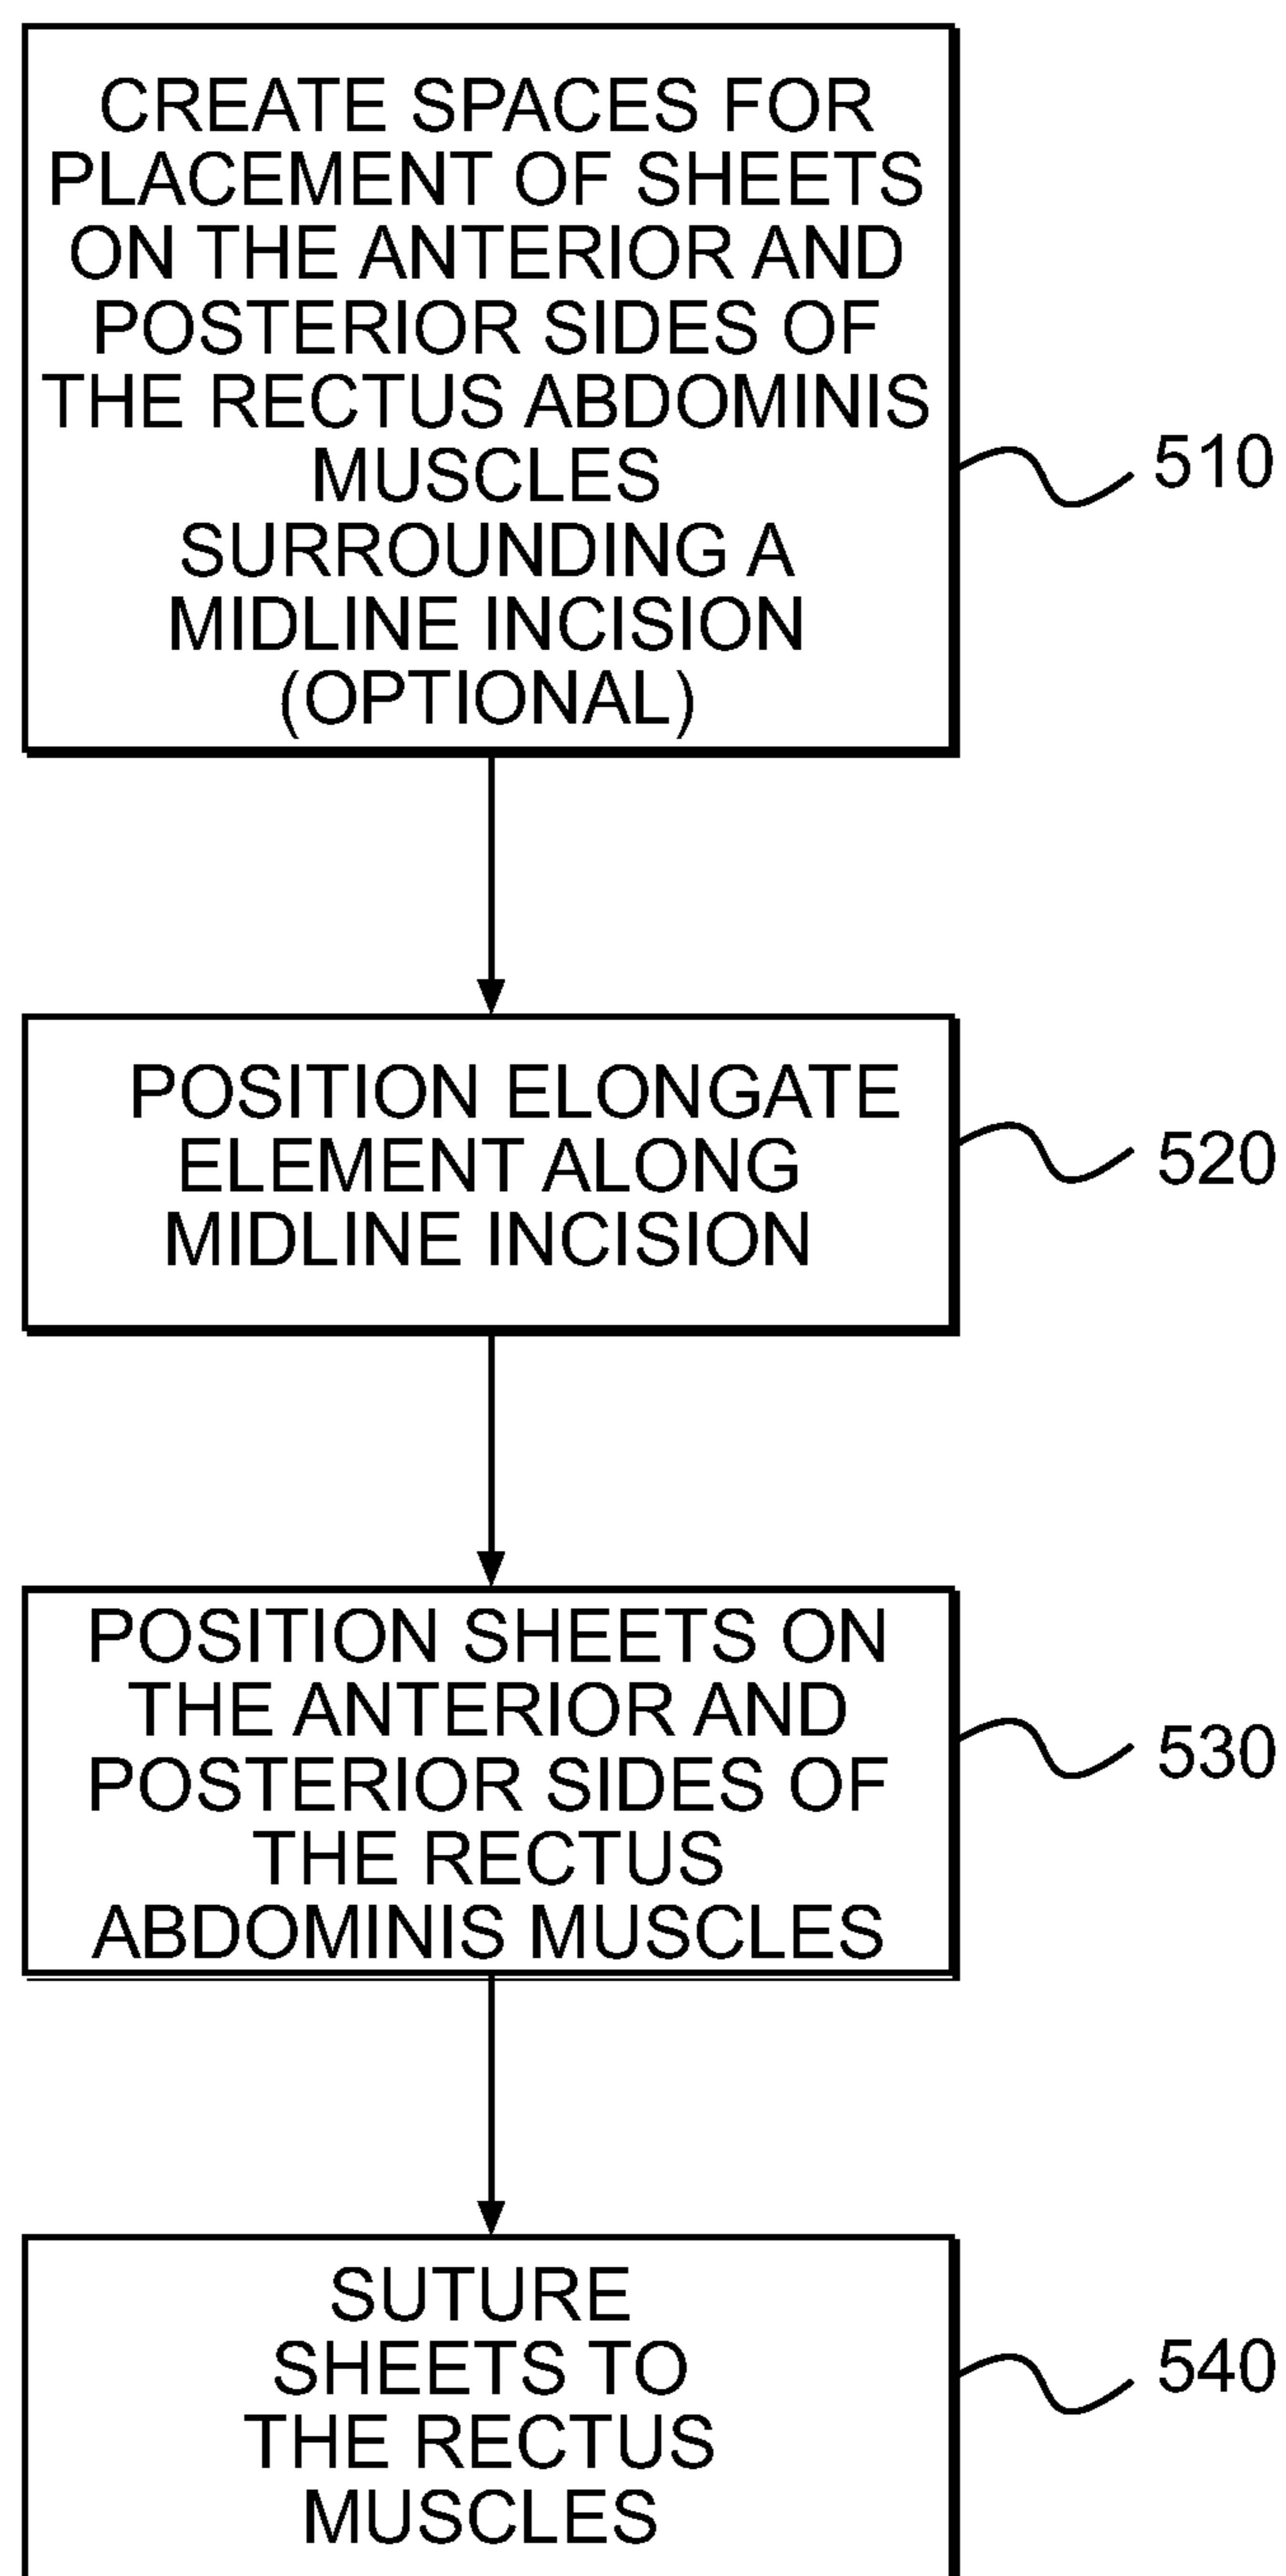 CREATE SPACES FOR
PLACEMENT OF SHEETS
ON THE ANTERIOR AND
POSTERIOR SIDES OF
THE RECTUS ABDOMINIS
MUSCLES
SURROUNDING A
MIDLINE INCISION
(OPTIONAL)
510
POSITION ELONGATE
ELEMENT ALONG
MIDLINE INCISION
520
POSITION SHEETS ON
THE ANTERIOR AND
POSTERIOR SIDES OF
THE RECTUS
ABDOMINIS MUSCLES
530
SUTURE
SHEETS TO
THE RECTUS
MUSCLES
540